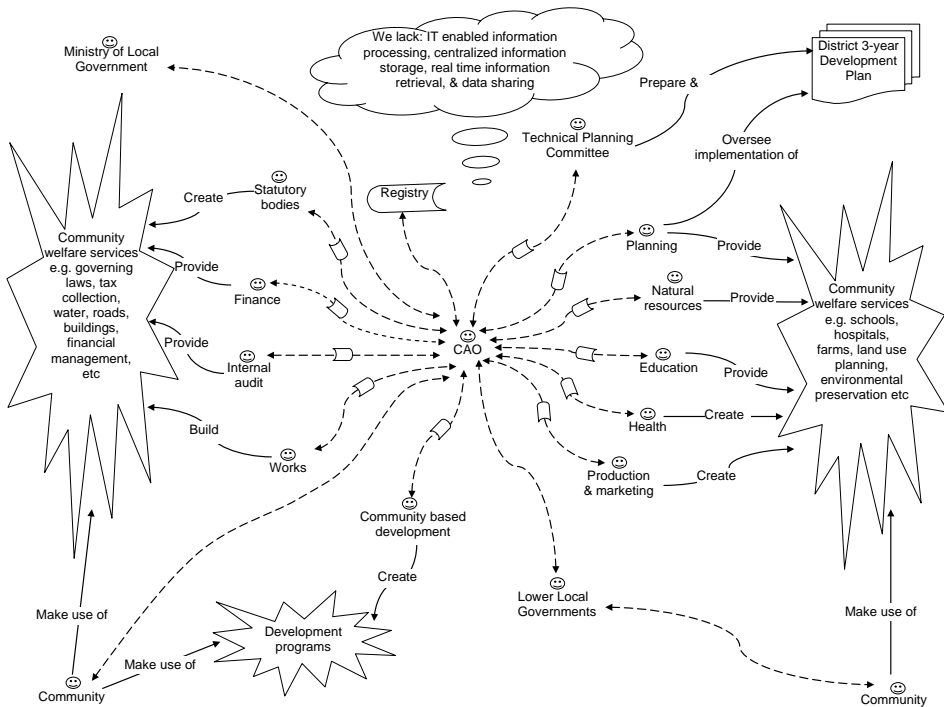 Ministry of Local
Government
We lack: IT enabled information
processing, centralized information
storage, real time information
retrieval, & data sharing
District 3-year
Development
Plan
Prepare &
Technical Planning
Committee
Oversee
implementation of
Create
Statutory
bodies
Registry
Planning
Provide
Community
welfare services
e.g. governing
laws, tax
collection,
water, roads,
buildings,
financial
management,
etc
Provide
Finance
Natural
resources
Provide
Community
welfare services
e.g. schools,
hospitals,
farms, land use
planning,
environmental
preservation etc
Provide
Internal
audit
CAO
Education
Provide
Build
Works
Health
Create
Production
& marketing
Create
Community based
development
Create
Lower Local
Governments
Make use of
Development
programs
Make use of
Make use of
Community
Community